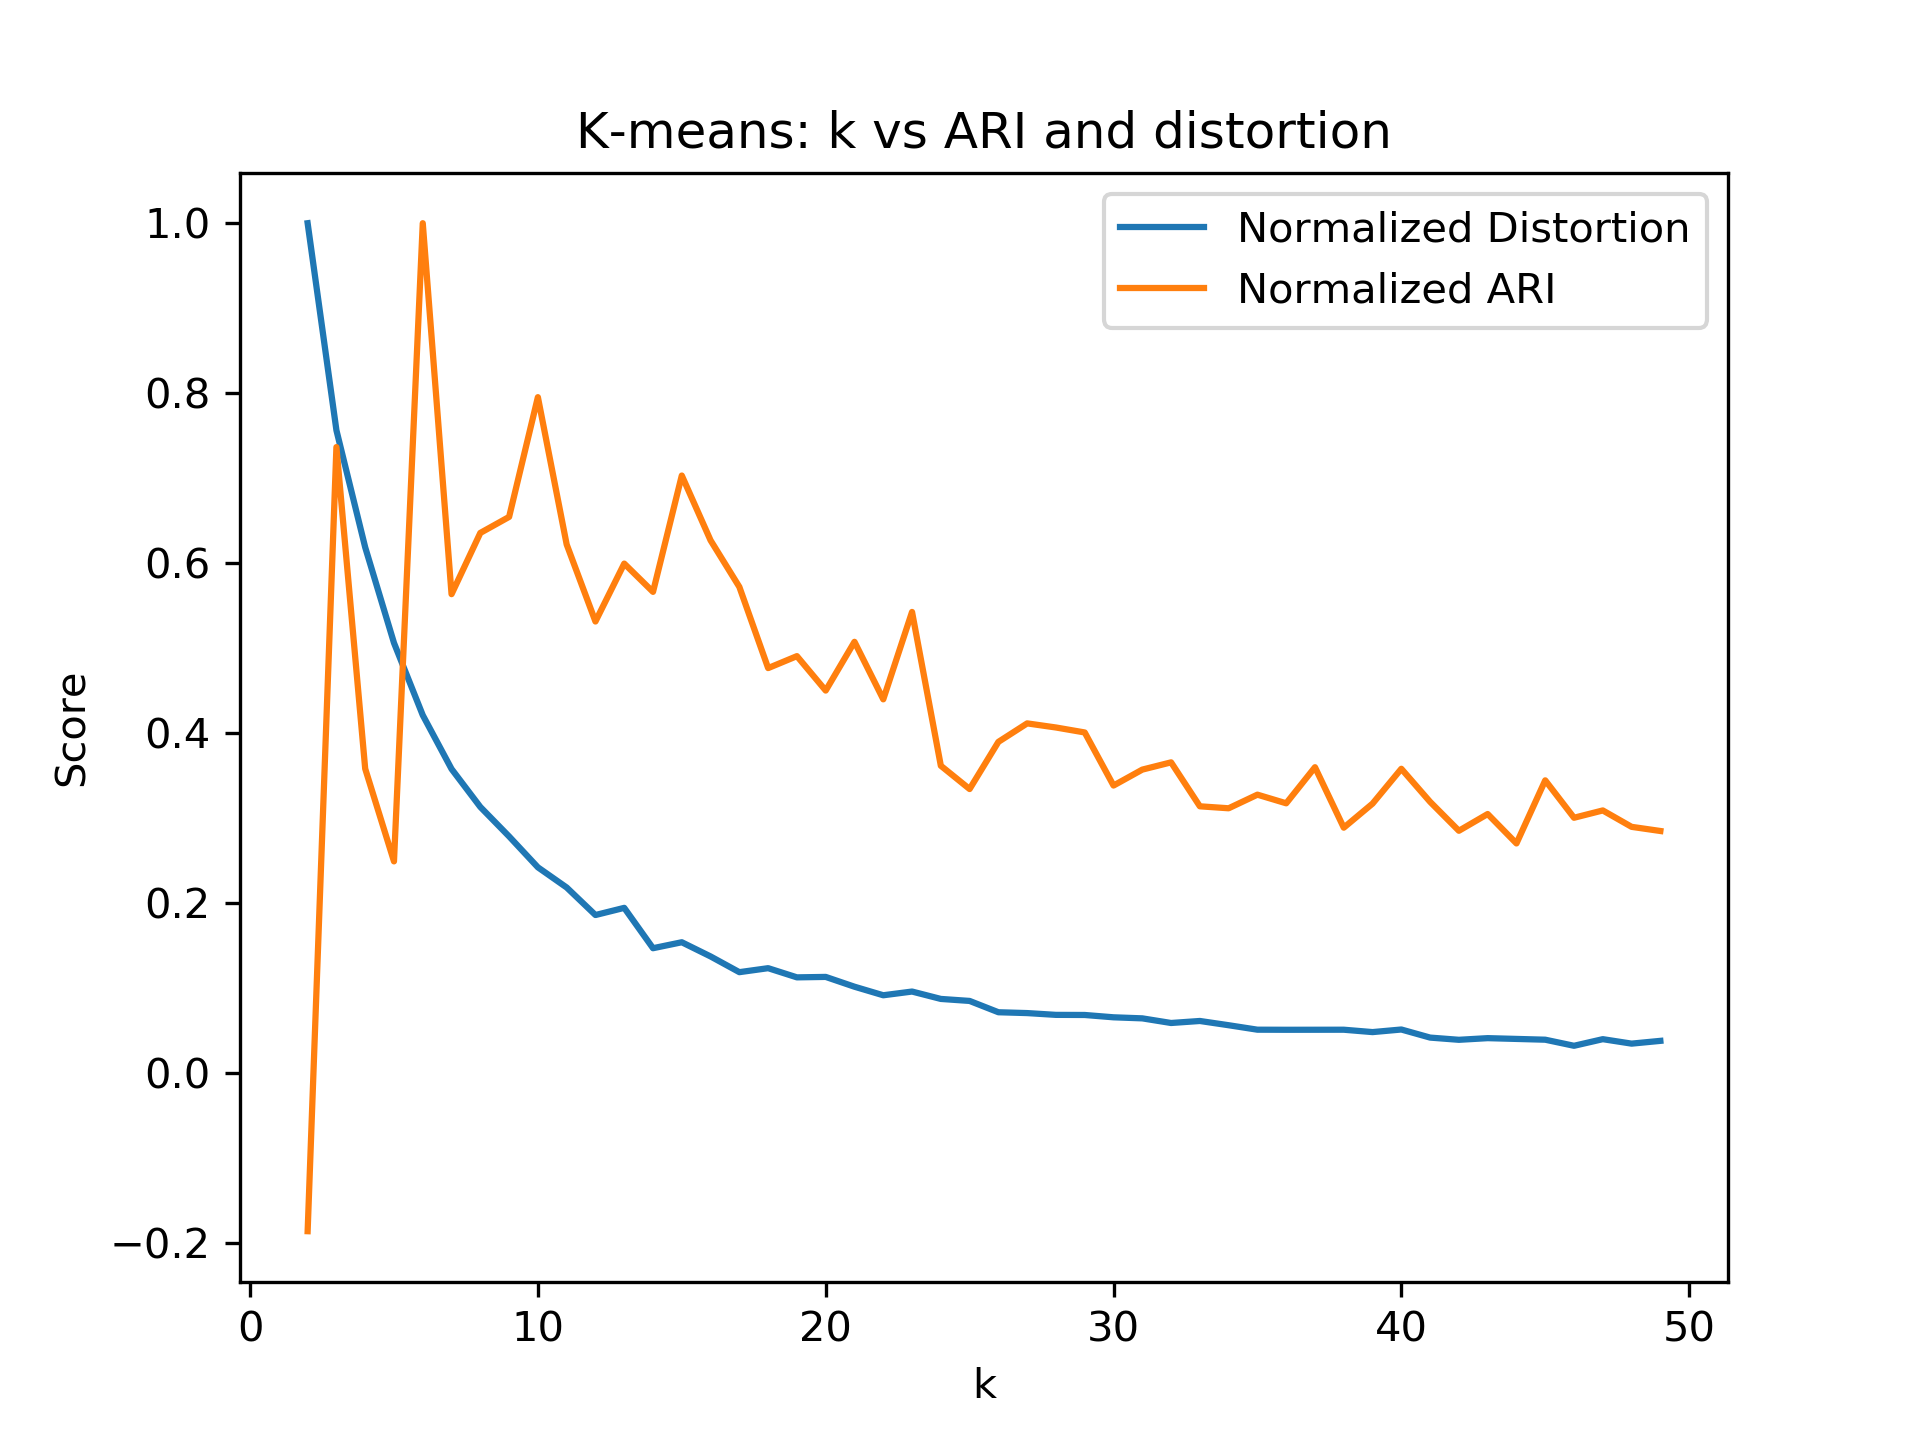 K-means: k vs ARI and distortion
Normalized Distortion
Normalized ARI
1.0
0.8
0.6
0.4
0.2
0.0
−0.2
Score
0 10 20 30 40 50
k